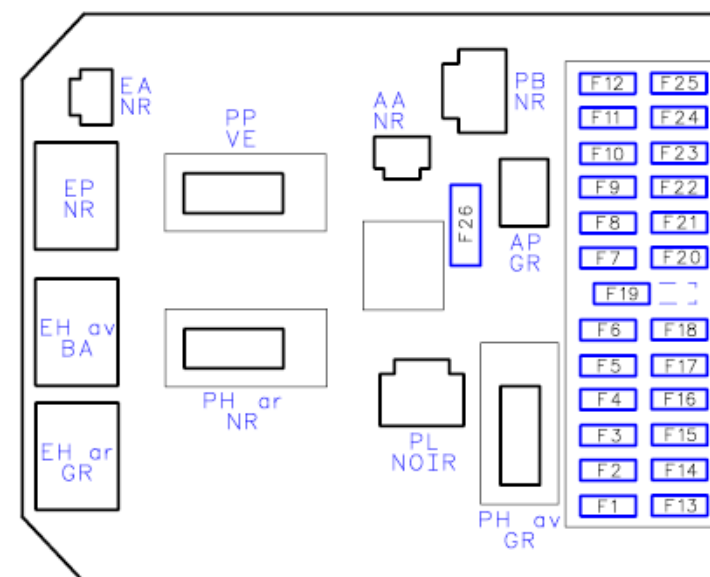 EA
NR
PP
VE
AA
NR
PB
NR
EP
NR
F26
AP
GR
EH av
BA
PH ar
NR
EH ar
GR
PL
NOIR
PH av
GR
F12 F25
F11 F24
F10 F23
F9 F22
F8 F21
F7 F20
F19
F6 F18
F5 F17
F4 F16
F3 F15
F2 F14
F1 F13